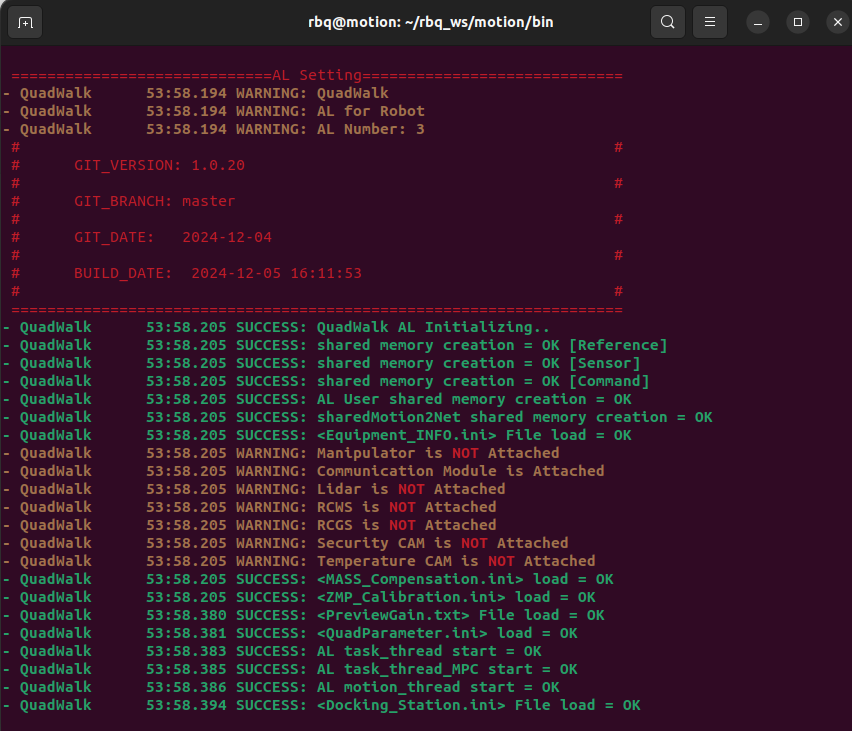 rbq@motion: ~/rbq_ws/motion/bin
=============================AL Setting=============================
- QuadWalk      53:58.194 WARNING: QuadWalk
- QuadWalk      53:58.194 WARNING: AL for Robot
- QuadWalk      53:58.194 WARNING: AL Number: 3
#                                                                  #
#      GIT_VERSION: 1.0.20
#                                                                  #
#      GIT_BRANCH: master
#                                                                  #
#      GIT_DATE:   2024-12-04
#                                                                  #
#      BUILD_DATE:  2024-12-05 16:11:53
#                                                                  #
====================================================================
- QuadWalk      53:58.205 SUCCESS: QuadWalk AL Initializing..
- QuadWalk      53:58.205 SUCCESS: shared memory creation = OK [Reference]
- QuadWalk      53:58.205 SUCCESS: shared memory creation = OK [Sensor]
- QuadWalk      53:58.205 SUCCESS: shared memory creation = OK [Command]
- QuadWalk      53:58.205 SUCCESS: AL User shared memory creation = OK
- QuadWalk      53:58.205 SUCCESS: sharedMotion2Net shared memory creation = OK
- QuadWalk      53:58.205 SUCCESS: <Equipment_INFO.ini> File load = OK
- QuadWalk      53:58.205 WARNING: Manipulator is NOT Attached
- QuadWalk      53:58.205 WARNING: Communication Module is Attached
- QuadWalk      53:58.205 WARNING: Lidar is NOT Attached
- QuadWalk      53:58.205 WARNING: RCWS is NOT Attached
- QuadWalk      53:58.205 WARNING: RCGS is NOT Attached
- QuadWalk      53:58.205 WARNING: Security CAM is NOT Attached
- QuadWalk      53:58.205 WARNING: Temperature CAM is NOT Attached
- QuadWalk      53:58.205 SUCCESS: <MASS_Compensation.ini> load = OK
- QuadWalk      53:58.205 SUCCESS: <ZMP_Calibration.ini> load = OK
- QuadWalk      53:58.380 SUCCESS: <PreviewGain.txt> File load = OK
- QuadWalk      53:58.381 SUCCESS: <QuadParameter.ini> load = OK
- QuadWalk      53:58.383 SUCCESS: AL task_thread start = OK
- QuadWalk      53:58.385 SUCCESS: AL task_thread_MPC start = OK
- QuadWalk      53:58.386 SUCCESS: AL motion_thread start = OK
- QuadWalk      53:58.394 SUCCESS: <Docking_Station.ini> File load = OK